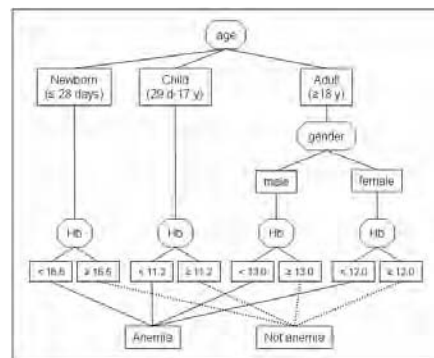 age
Newborn
(≤ 28 days)
Child
(29 d-17 y)
Adult
(≥18 y)
gender
male
female
Hb
Hb
Hb
Hb
< 16.6
≥ 16.6
< 11.2
≥ 11.2
< 13.0
≥ 13.0
< 12.0
≥ 12.0
Anemia
Not anemia